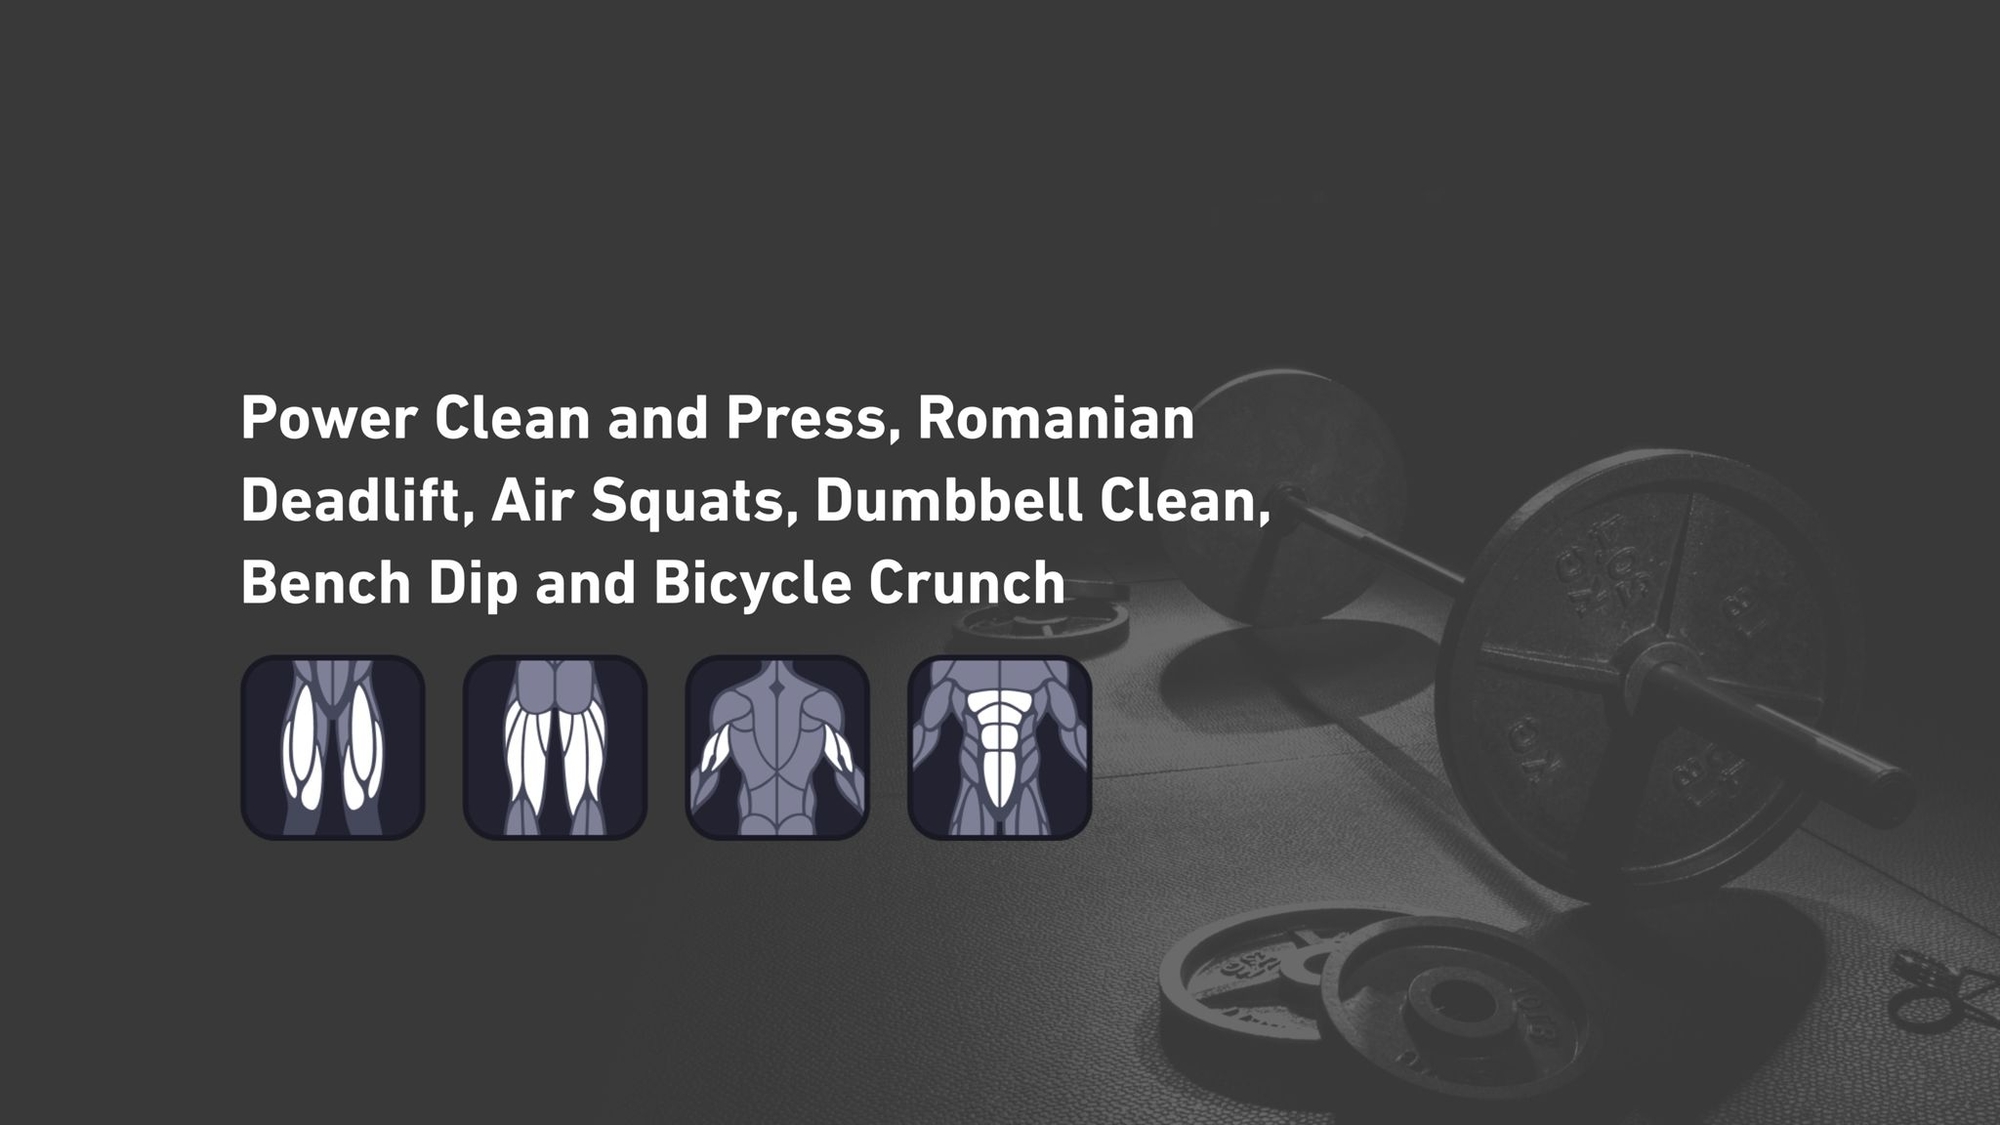 Power Clean and Press, Romanian
Deadlift, Air Squats, Dumbbell Clean,
Bench Dip and Bicycle Crunch